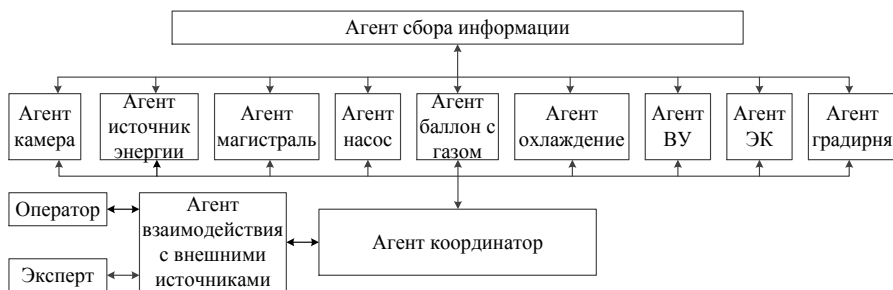 Агент сбора информации
Агент
камера
Агент
источник
энергии
Агент
магистраль
Агент
насос
Агент
баллон с
газом
Агент
охлаждение
Агент
ВУ
Агент
ЭК
Агент
градирня
Оператор
Эксперт
Агент
взаимодействия
с внешними
источниками
Агент координатор